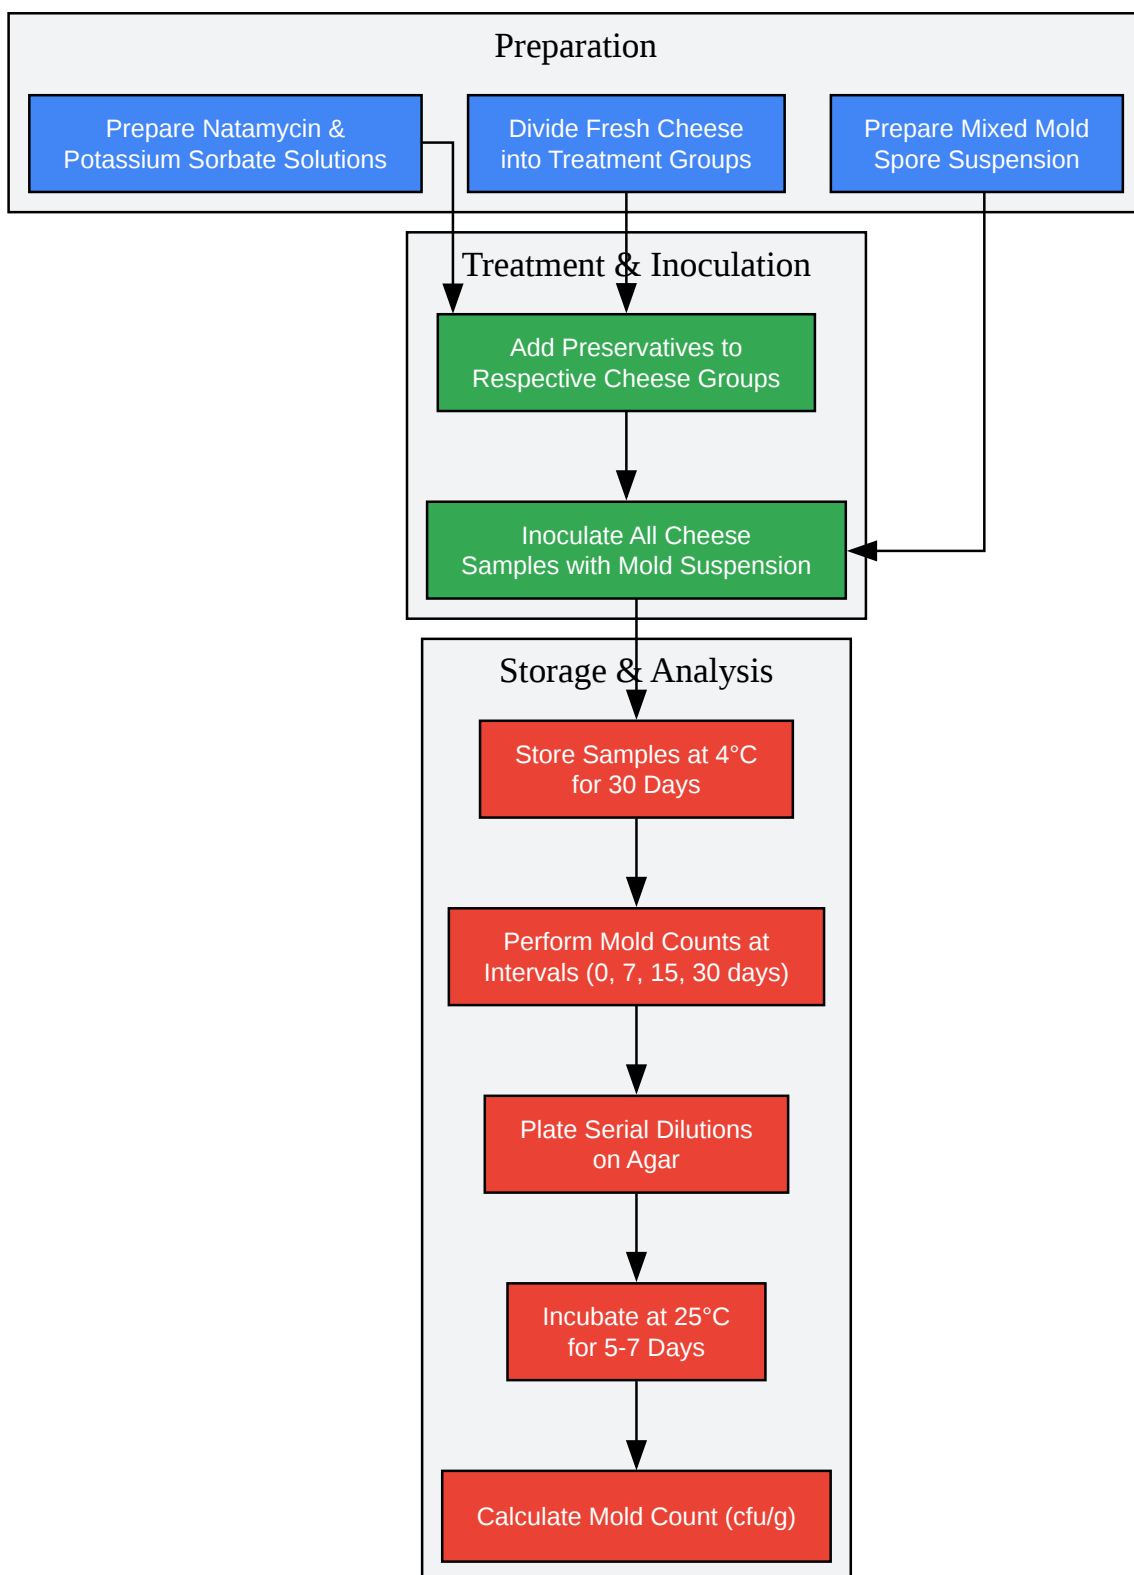 Preparation
Prepare Natamycin &
Potassium Sorbate Solutions
Divide Fresh Cheese
into Treatment Groups
Prepare Mixed Mold
Spore Suspension
Treatment & Inoculation
Add Preservatives to
Respective Cheese Groups
Inoculate All Cheese
Samples with Mold Suspension
Storage & Analysis
Store Samples at 4°C
for 30 Days
Perform Mold Counts at
Intervals (0, 7, 15, 30 days)
Plate Serial Dilutions
on Agar
Incubate at 25°C
for 5-7 Days
Calculate Mold Count (cfu/g)